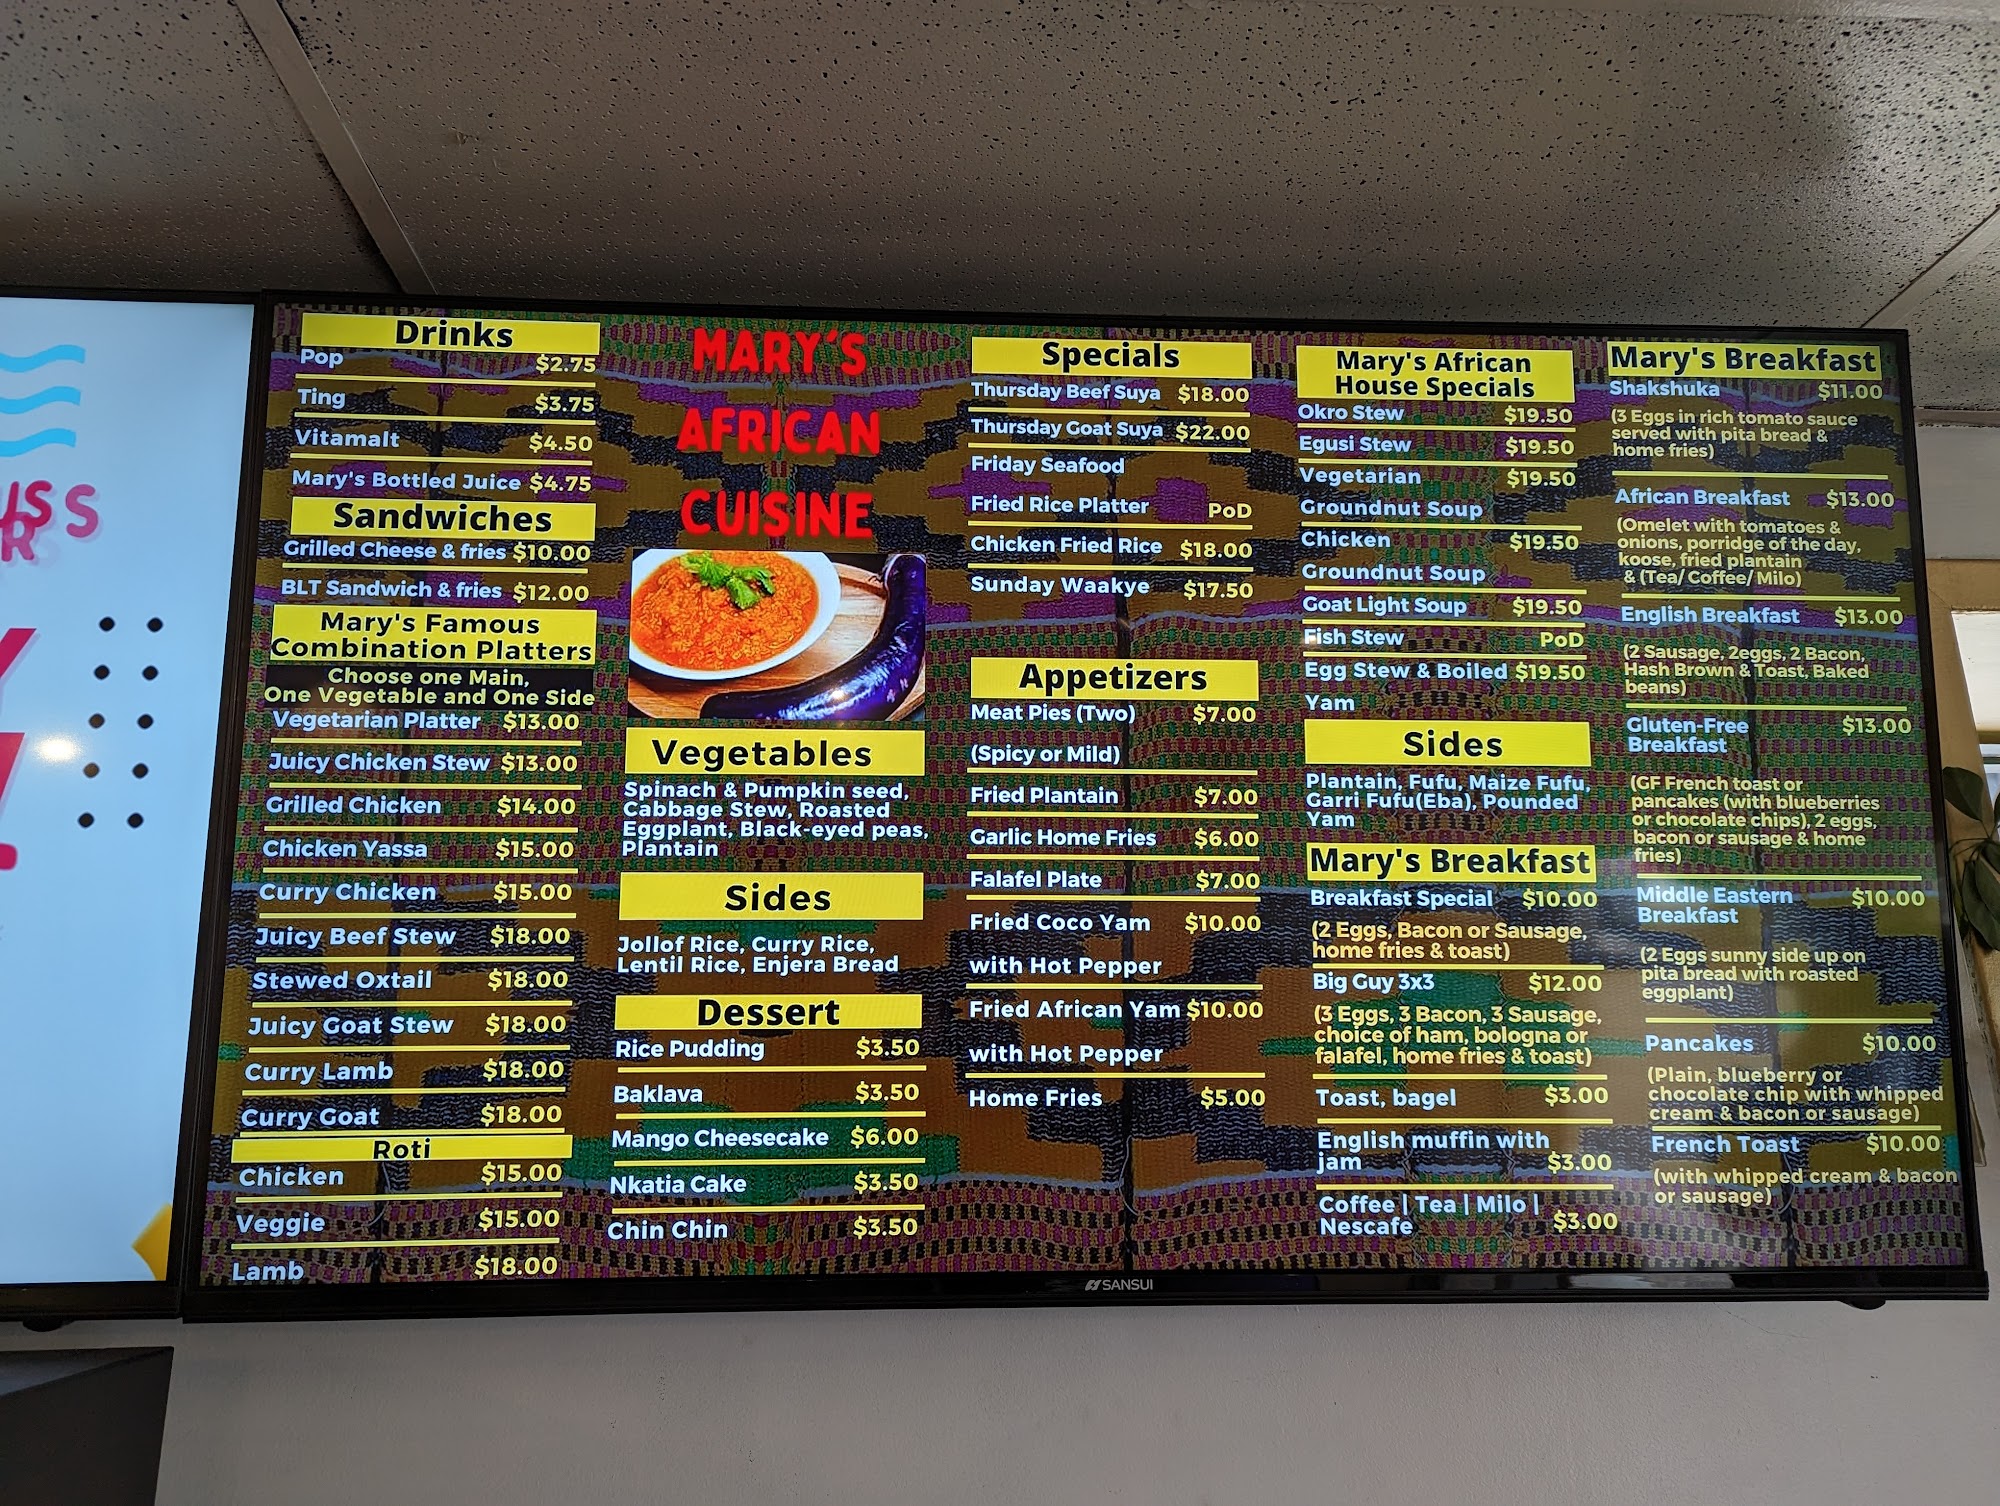 ISS
R
Y
Drinks
Pop $2.75
Ting $3.75
Vitamalt $4.50
Mary's Bottled Juice $4.75
Sandwiches
Grilled Cheese & fries $10.00
BLT Sandwich & fries $12.00
Mary's Famous
Combination Platters
Choose one Main,
One Vegetable and One Side
Vegetarian Platter $13.00
Juicy Chicken Stew $13.00
Grilled Chicken $14.00
Chicken Yassa $15.00
Curry Chicken $15.00
Juicy Beef Stew $18.00
Stewed Oxtail $18.00
Juicy Goat Stew $18.00
Curry Lamb $18.00
Curry Goat $18.00
Roti
Chicken $15.00
Veggie $15.00
Lamb $18.00
MARY'S
AFRICAN
CUISINE
Vegetables
Spinach & Pumpkin seed,
Cabbage Stew, Roasted
Eggplant, Black-eyed peas,
Plantain
Sides
Jollof Rice, Curry Rice,
Lentil Rice, Enjera Bread
Dessert
Rice Pudding $3.50
Baklava $3.50
Mango Cheesecake $6.00
Nkatia Cake $3.50
Chin Chin $3.50
Specials
Thursday Beef Suya $18.00
Thursday Goat Suya $22.00
Friday Seafood
Fried Rice Platter PoD
Chicken Fried Rice $18.00
Sunday Waakye $17.50
Appetizers
Meat Pies (Two) $7.00
(Spicy or Mild)
Fried Plantain $7.00
Garlic Home Fries $6.00
Falafel Plate $7.00
Fried Coco Yam $10.00
with Hot Pepper
Fried African Yam $10.00
with Hot Pepper
Home Fries $5.00
Mary's African
House Specials
Okro Stew $19.50
Egusi Stew $19.50
Vegetarian $19.50
Groundnut Soup
Chicken $19.50
Groundnut Soup
Goat Light Soup $19.50
Fish Stew PoD
Egg Stew & Boiled $19.50
Yam
Sides
Plantain, Fufu, Maize Fufu,
Garri Fufu(Eba), Pounded
Yam
Mary's Breakfast
Breakfast Special $10.00
(2 Eggs, Bacon or Sausage,
home fries & toast)
Big Guy 3x3 $12.00
(3 Eggs, 3 Bacon, 3 Sausage,
choice of ham, bologna or
falafel, home fries & toast)
Toast, bagel $3.00
English muffin with
jam $3.00
Coffee | Tea | Milo |
Nescafe $3.00
Mary's Breakfast
Shakshuka $11.00
(3 Eggs in rich tomato sauce
served with pita bread &
home fries)
African Breakfast $13.00
(Omelet with tomatoes &
onions, porridge of the day,
koose, fried plantain
& (Tea/ Coffee/ Milo)
English Breakfast $13.00
(2 Sausage, 2eggs, 2 Bacon,
Hash Brown & Toast, Baked
beans)
Gluten-Free $13.00
Breakfast
(GF French toast or
pancakes (with blueberries
or chocolate chips), 2 eggs,
bacon or sausage & home
fries)
Middle Eastern $10.00
Breakfast
(2 Eggs sunny side up on
pita bread with roasted
eggplant)
Pancakes $10.00
(Plain, blueberry or
chocolate chip with whipped
cream & bacon or sausage)
French Toast $10.00
(with whipped cream & bacon
or sausage)
SANSUI